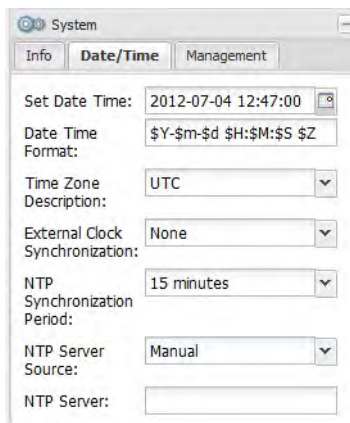 System
Info Date/Time Management
Set Date Time: 2012-07-04 12:47:00
Date Time $Y-$m-$d $H:$M:$S $Z
Format:
Time Zone UTC
Description:
External Clock None
Synchronization:
NTP 15 minutes
Synchronization
Period:
NTP Server Manual
Source:
NTP Server: